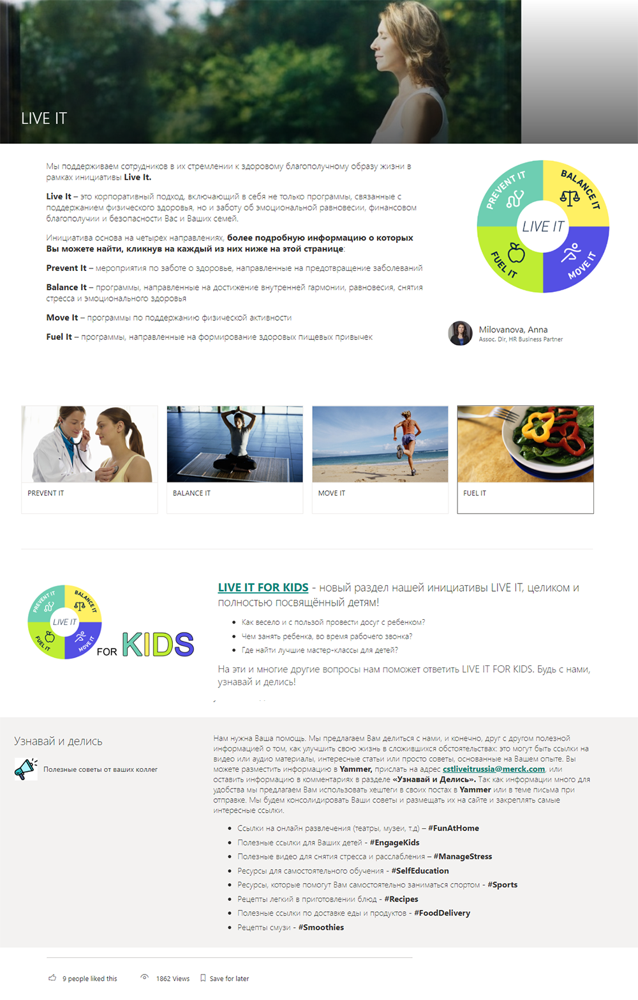 LIVE IT
Мы поддерживаем сотрудников в их стремлении к здоровому благополучному образу жизни в
рамках инициативы Live It.
Live It – это корпоративный подход, включающий в себя не только программы, связанные с
поддержанием физического здоровья, но и заботу об эмоциональной равновесии, финансовом
благополучии и безопасности Вас и Ваших семей.
Инициатива основа на четырех направлениях, более подробную информацию о которых
Вы можете найти, кликнув на каждый из них ниже на этой странице:
Prevent It – мероприятия по заботе о здоровье, направленные на предотвращение заболеваний
Balance It – программы, направленные на достижение внутренней гармонии, равновесия, снятия
стресса и эмоционального здоровья
Move It – программы по поддержанию физической активности
Fuel It – программы, направленные на формирование здоровых пищевых привычек
PREVENT IT
BALANCE IT
LIVE IT
FUEL IT
MOVE IT
Milovanova, Anna
Assoc. Dir, HR Business Partner
PREVENT IT
BALANCE IT
MOVE IT
FUEL IT
PREVENT IT
BALANCE IT
LIVE IT
FUEL IT
MOVE IT
FOR KIDS
LIVE IT FOR KIDS - новый раздел нашей инициативы LIVE IT, целиком и
полностью посвящённый детям!
• Как весело и с пользой провести досуг с ребенком?
• Чем занять ребенка, во время рабочего звонка?
• Где найти лучшие мастер-классы для детей?
На эти и многие другие вопросы нам поможет ответить LIVE IT FOR KIDS. Будь с нами,
узнавай и делись!
Узнавай и делись
Полезные советы от ваших коллег
Нам нужна Ваша помощь. Мы предлагаем Вам делиться с нами, и конечно, друг с другом полезной
информацией о том, как улучшить свою жизнь в сложившихся обстоятельствах: это могут быть ссылки на
видео или аудио материалы, интересные статьи или просто советы, основанные на Вашем опыте. Вы
можете разместить информацию в Yammer, прислать на адрес cstliveitrussia@merck.com, или
оставить информацию в комментариях в разделе «Узнавай и Делись». Так как информации много для
удобства мы предлагаем Вам использовать хештеги в своих постах в Yammer или в теме письма при
отправке. Мы будем консолидировать Ваши советы и размещать их на сайте и закреплять самые
интересные ссылки.
• Ссылки на онлайн развлечения (театры, музеи, т.д) – #FunAtHome
• Полезные ссылки для Ваших детей - #EngageKids
• Полезные видео для снятия стресса и расслабления – #ManageStress
• Ресурсы для самостоятельного обучения - #SelfEducation
• Ресурсы, которые помогут Вам самостоятельно заниматься спортом - #Sports
• Рецепты легкий в приготовлении блюд - #Recipes
• Полезные ссылки по доставке еды и продуктов - #FoodDelivery
• Рецепты смузи - #Smoothies
9 people liked this
1862 Views
Save for later